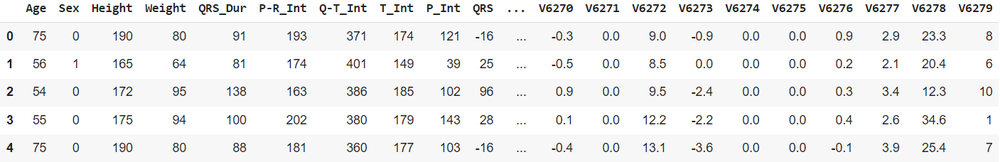 Age Sex Height Weight QRS_Dur P-R_Int Q-T_Int T_Int P_Int QRS ... V6270 V6271 V6272 V6273 V6274 V6275 V6276 V6277 V6278 V6279
0 75 0 190 80 91 193 371 174 121 -16 ... -0.3 0.0 9.0 -0.9 0.0 0.0 0.9 2.9 23.3 8
1 56 1 165 64 81 174 401 149 39 25 ... -0.5 0.0 8.5 0.0 0.0 0.0 0.2 2.1 20.4 6
2 54 0 172 95 138 163 386 185 102 96 ... 0.9 0.0 9.5 -2.4 0.0 0.0 0.3 3.4 12.3 10
3 55 0 175 94 100 202 380 179 143 28 ... 0.1 0.0 12.2 -2.2 0.0 0.0 0.4 2.6 34.6 1
4 75 0 190 80 88 181 360 177 103 -16 ... -0.4 0.0 13.1 -3.6 0.0 0.0 -0.1 3.9 25.4 7